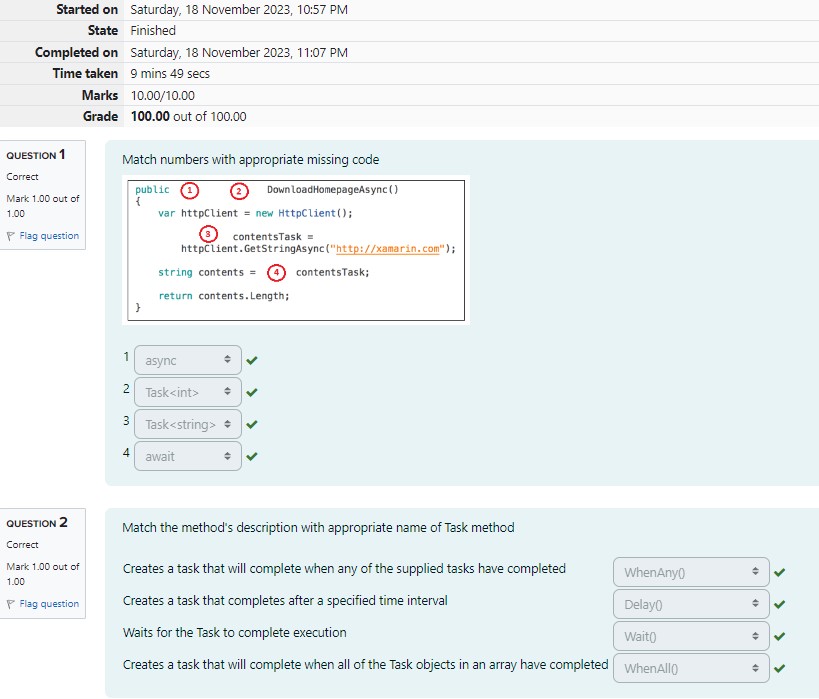 Started on Saturday, 18 November 2023, 10:57 PM
State Finished
Completed on Saturday, 18 November 2023, 11:07 PM
Time taken 9 mins 49 secs
Marks 10.00/10.00
Grade 100.00 out of 100.00
QUESTION 1
Correct
Mark 1.00 out of
1.00
Flag question
Match numbers with appropriate missing code
public 1 2 DownloadHomepageAsync()
{
var httpClient = new HttpClient();
3 contentsTask =
httpClient.GetStringAsync("http://xamarin.com");
string contents = 4 contentsTask;
return contents.Length;
}
1 async
2 Task<int>
3 Task<string>
4 await
QUESTION 2
Correct
Mark 1.00 out of
1.00
Flag question
Match the method's description with appropriate name of Task method
Creates a task that will complete when any of the supplied tasks have completed WhenAny()
Creates a task that completes after a specified time interval Delay()
Waits for the Task to complete execution Wait()
Creates a task that will complete when all of the Task objects in an array have completed WhenAll()